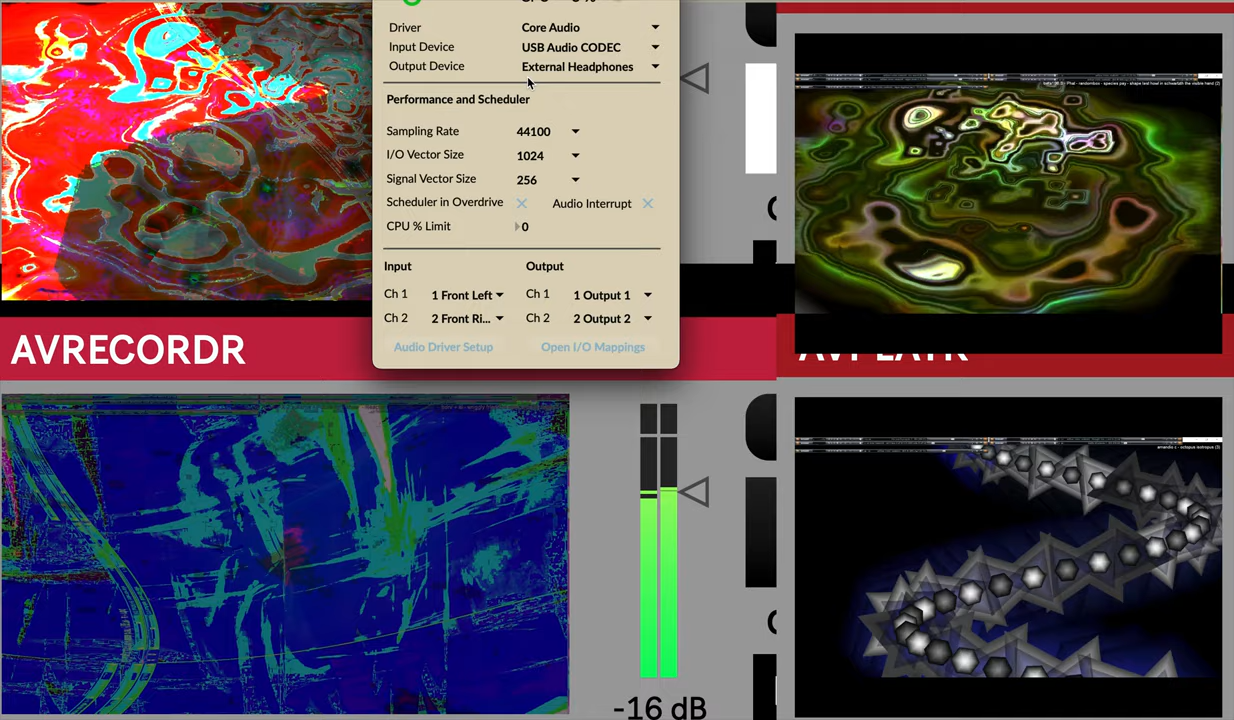 Driver Core Audio
Input Device USB Audio CODEC
Output Device External Headphones
Performance and Scheduler
Sampling Rate 44100
I/O Vector Size 1024
Signal Vector Size 256
Scheduler in Overdrive Audio Interrupt
CPU % Limit 0
Input Output
Ch 1 1 Front Left Ch 1 1 Output 1
Ch 2 2 Front Ri... Ch 2 2 Output 2
Audio Driver Setup Open I/O Mappings
AVRECORDR
AVPLAYR
-16 dB